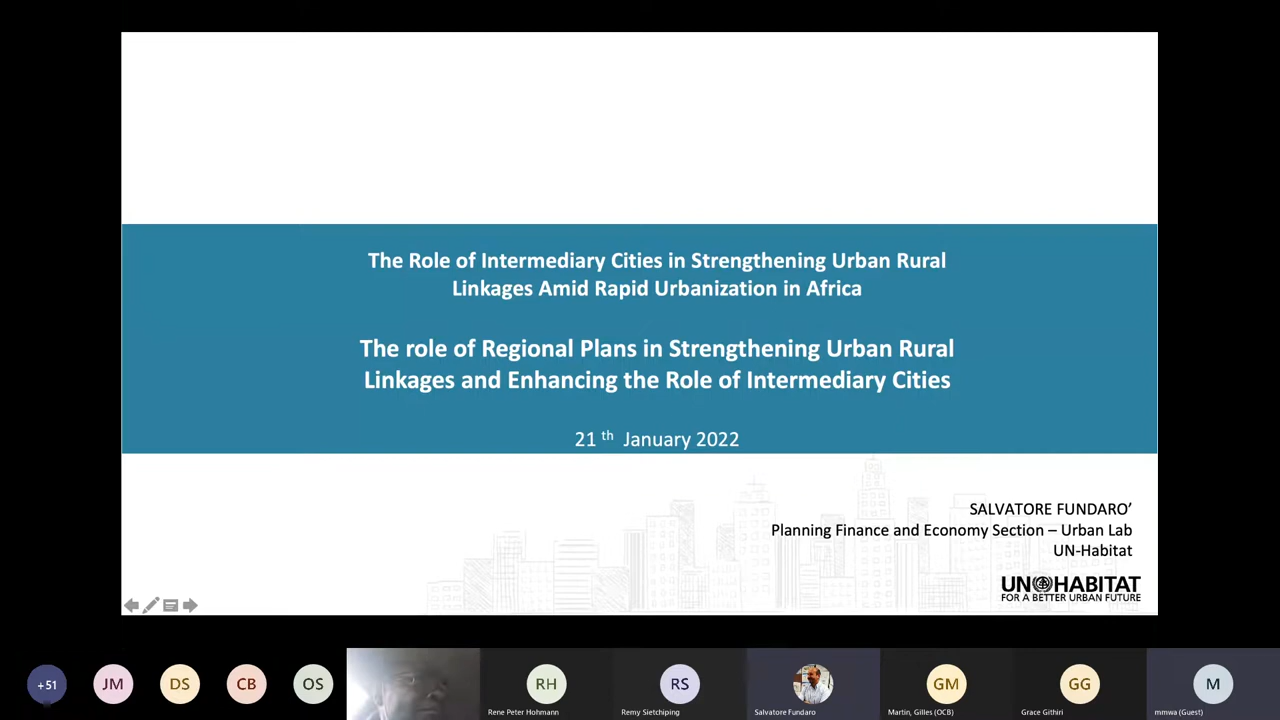 The Role of Intermediary Cities in Strengthening Urban Rural
Linkages Amid Rapid Urbanization in Africa
The role of Regional Plans in Strengthening Urban Rural
Linkages and Enhancing the Role of Intermediary Cities
21 th January 2022
SALVATORE FUNDARO’
Planning Finance and Economy Section – Urban Lab
UN-Habitat
UN HABITAT
FOR A BETTER URBAN FUTURE
+51
JM
DS
CB
OS
RH
Rene Peter Hohmann
RS
Remy Sietchiping
Salvatore Fundaro
GM
Martin, Gilles (OCB)
GG
Grace Githiri
M
mmwa (Guest)